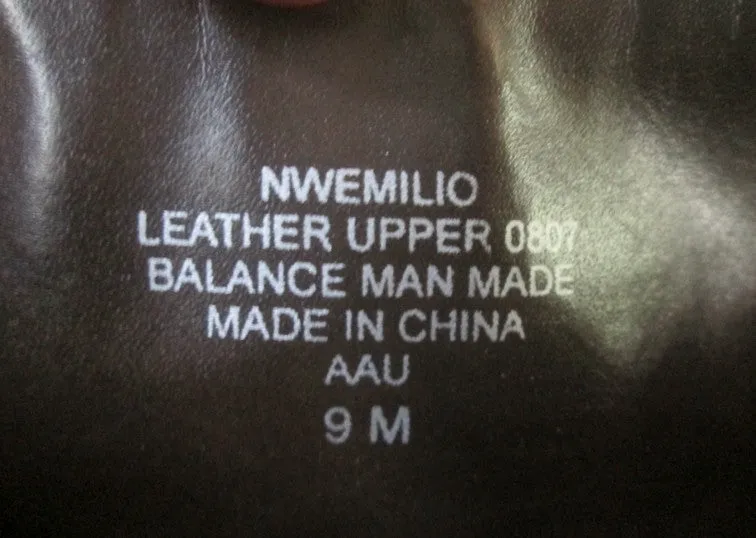 NWEMILIO
LEATHER UPPER 0807
BALANCE MAN MADE
MADE IN CHINA
AAU
9 M